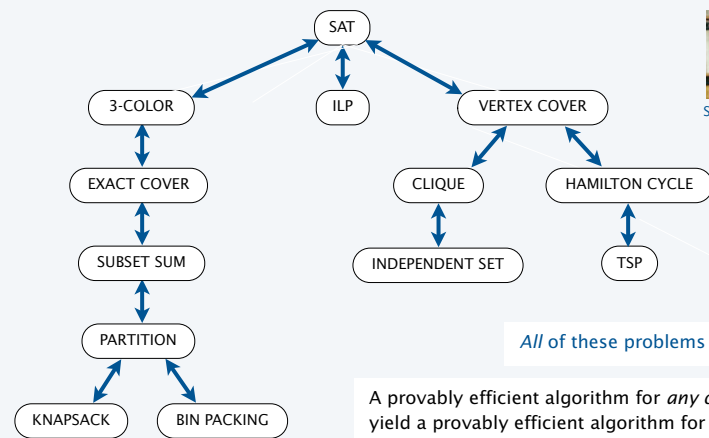 SAT
3-COLOR
ILP
VERTEX COVER
EXACT COVER
CLIQUE
HAMILTON CYCLE
SUBSET SUM
INDEPENDENT SET
TSP
PARTITION
All of these problems
KNAPSACK
BIN PACKING
A provably efficient algorithm for any
yield a provably efficient algorithm for